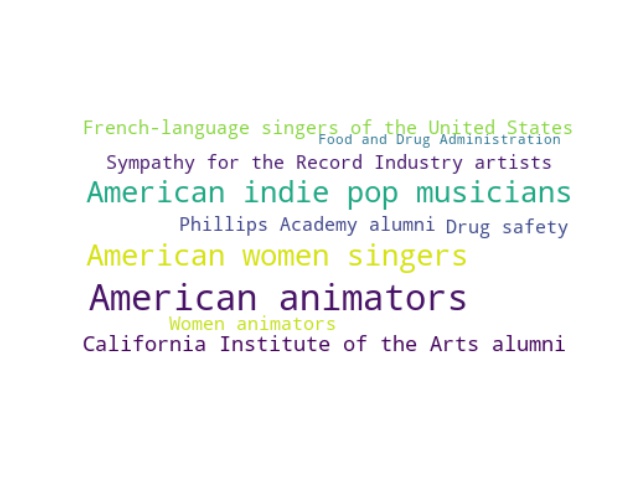 French-language singers of the United States
Food and Drug Administration
Sympathy for the Record Industry artists
American indie pop musicians
Phillips Academy alumni
Drug safety
American women singers
American animators
Women animators
California Institute of the Arts alumni